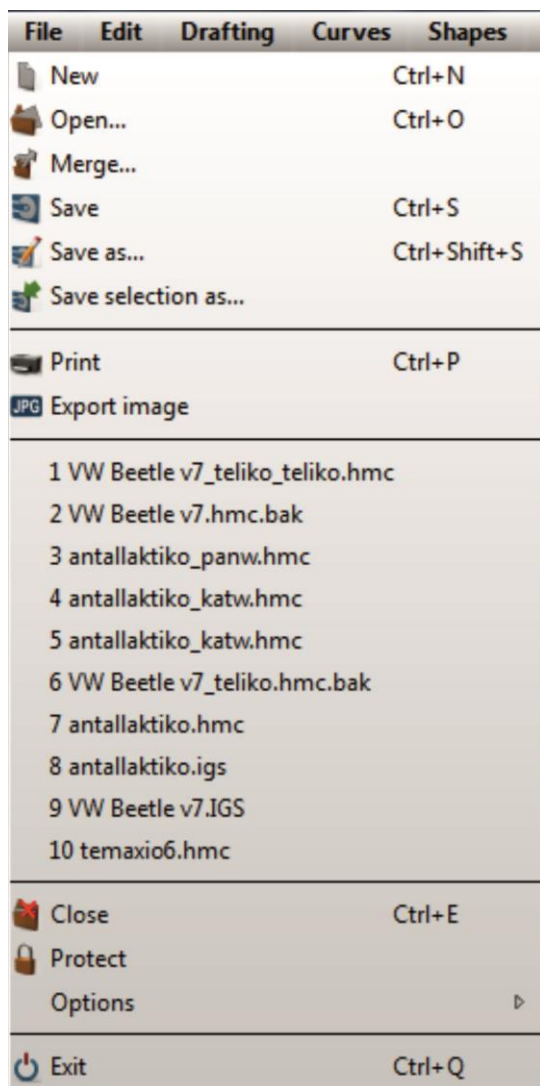 File Edit Drafting Curves Shapes
New Ctrl+N
Open... Ctrl+O
Merge...
Save Ctrl+S
Save as... Ctrl+Shift+S
Save selection as...
Print Ctrl+P
JPG Export image
1 VW Beetle v7_teliko_teliko.hmc
2 VW Beetle v7.hmc.bak
3 antallaktiko_panw.hmc
4 antallaktiko_katw.hmc
5 antallaktiko_katw.hmc
6 VW Beetle v7_teliko.hmc.bak
7 antallaktiko.hmc
8 antallaktiko.igs
9 VW Beetle v7.IGS
10 temaxio6.hmc
Close Ctrl+E
Protect
Options
Exit Ctrl+Q